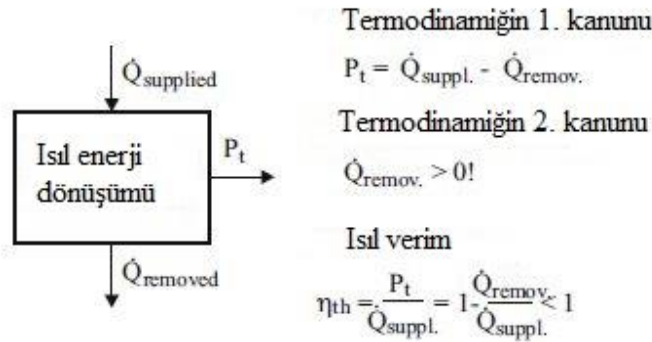 Q̇supplied
Isıl enerji
dönüşümü
Pt
Q̇removed
Termodinamiğin 1. kanunu
Pt = Q̇suppl. - Q̇remov.
Termodinamiğin 2. kanunu
Q̇remov. > 0!
Isıl verim
ηth = Pt / Q̇suppl. = 1 - Q̇remov. / Q̇suppl. < 1